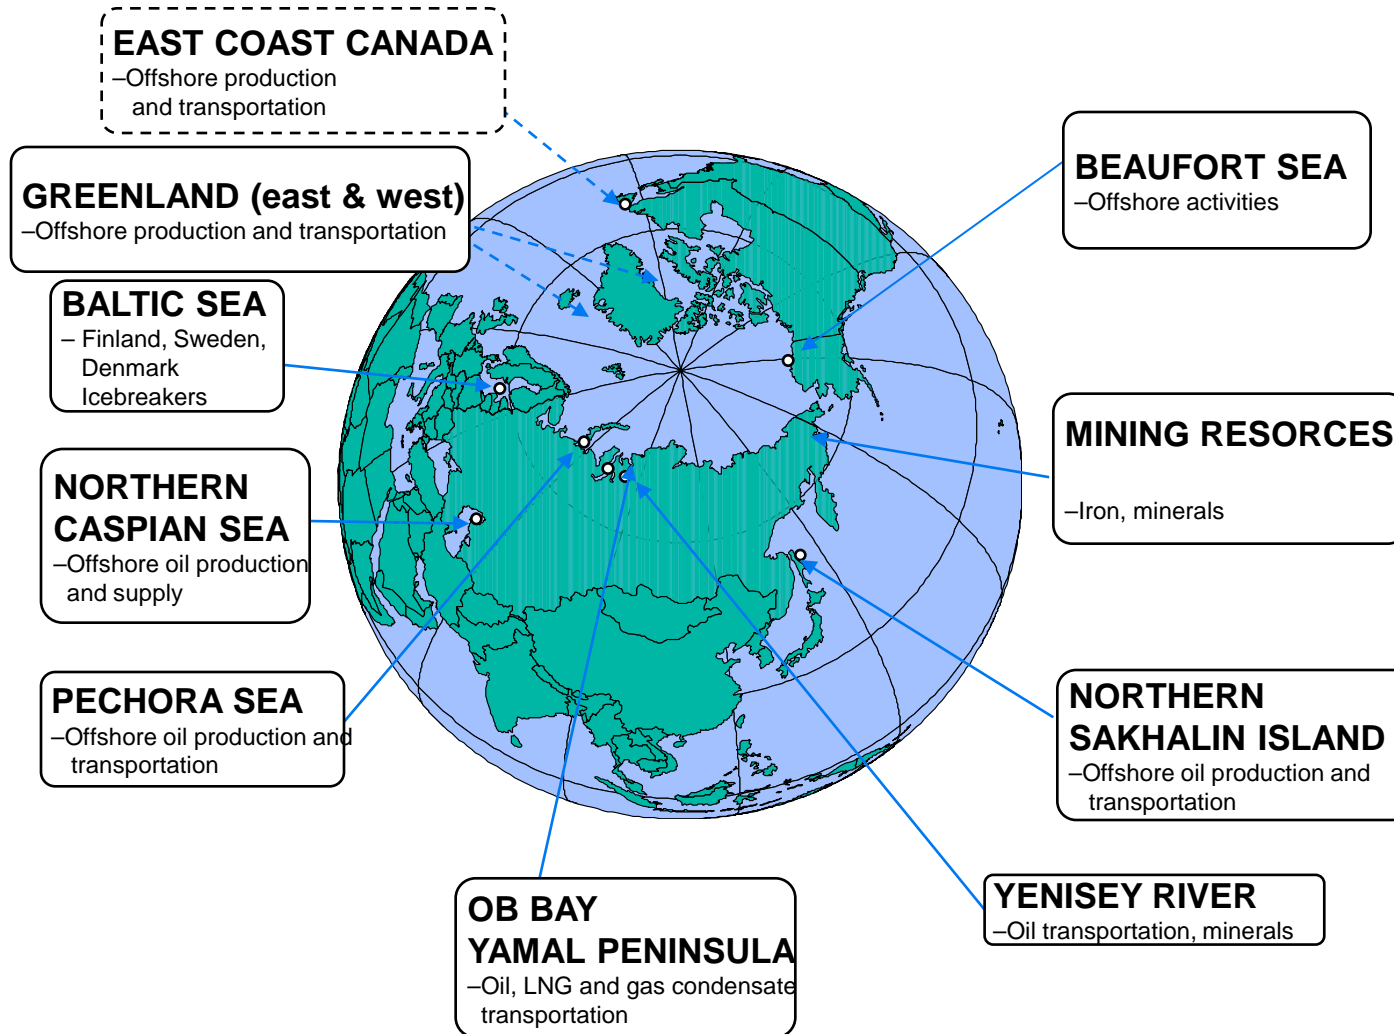 EAST COAST CANADA
–Offshore production
and transportation
GREENLAND (east & west)
–Offshore production and transportation
BALTIC SEA
– Finland, Sweden,
Denmark
Icebreakers
NORTHERN
CASPIAN SEA
–Offshore oil production
and supply
PECHORA SEA
–Offshore oil production and
transportation
OB BAY
YAMAL PENINSULA
–Oil, LNG and gas condensate
transportation
BEAUFORT SEA
–Offshore activities
MINING RESORCES
–Iron, minerals
NORTHERN
SAKHALIN ISLAND
–Offshore oil production and
transportation
YENISEY RIVER
–Oil transportation, minerals